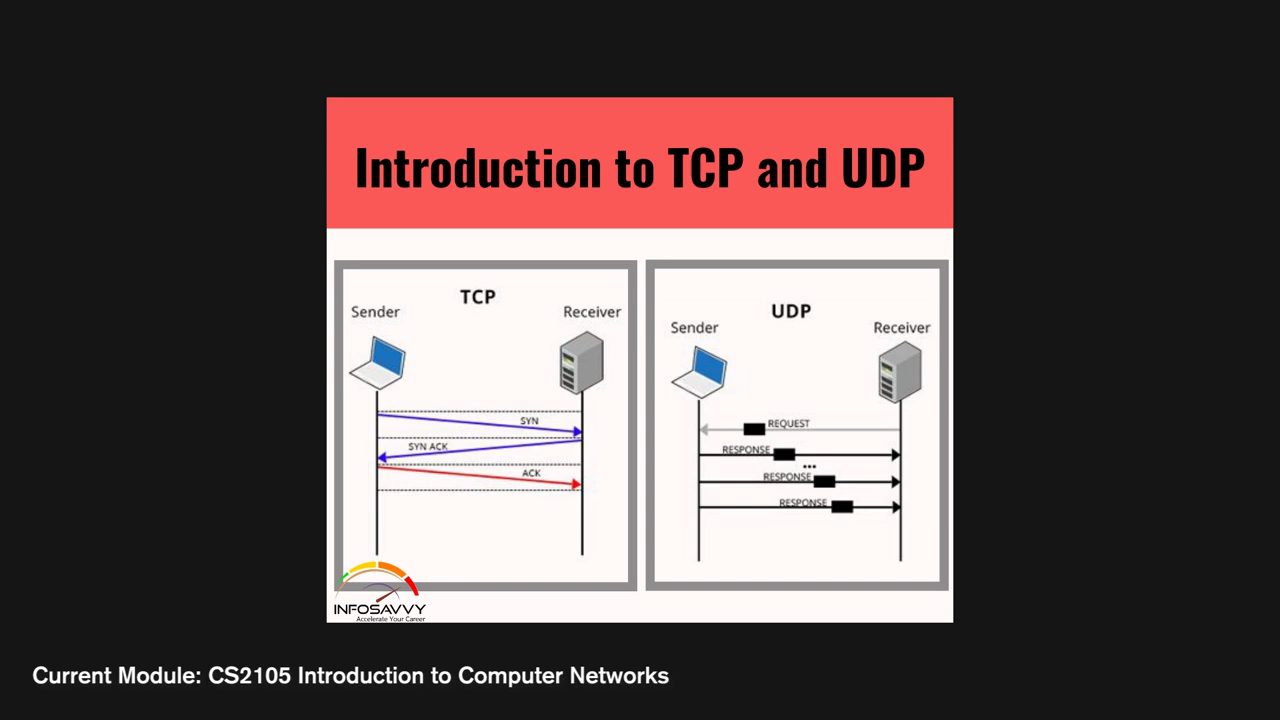 Introduction to TCP and UDP
TCP
Sender
Receiver
SYN
SYN ACK
ACK
UDP
Sender
Receiver
REQUEST
RESPONSE
...
RESPONSE
RESPONSE
INFOSAVVY
Accelerate Your Career
Current Module: CS2105 Introduction to Computer Networks